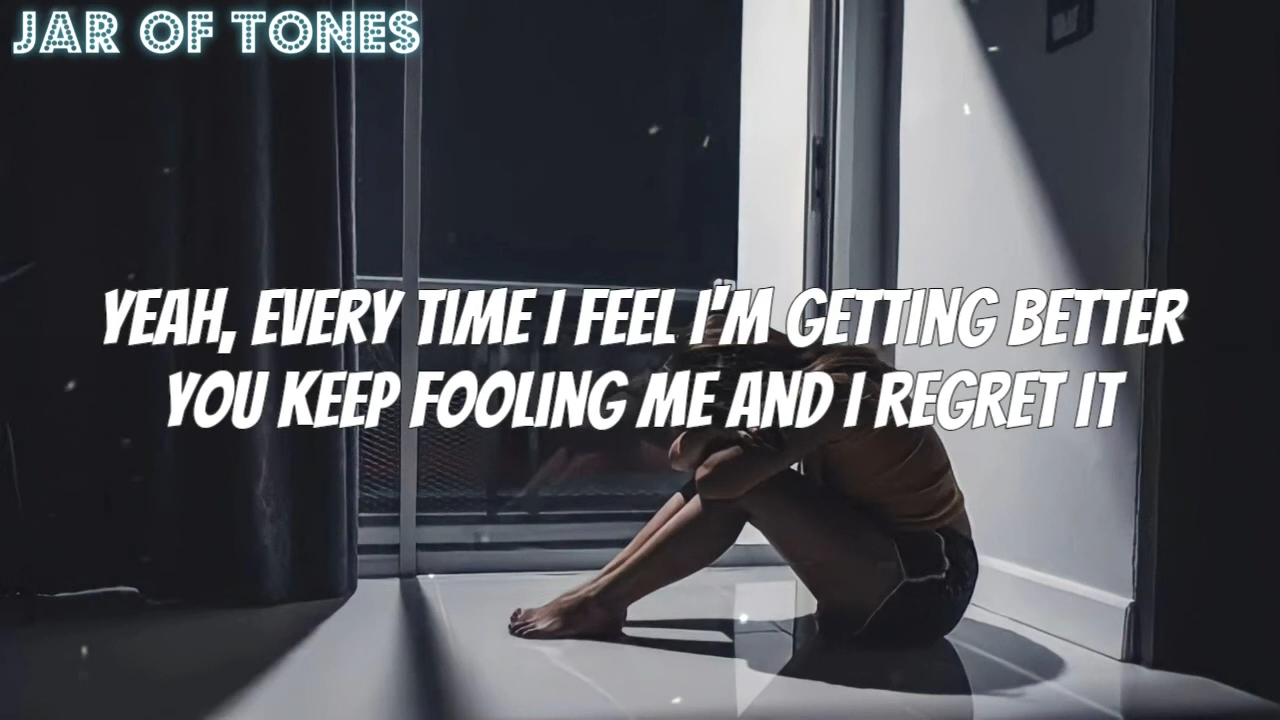 JAR OF TONES
YEAH, EVERY TIME I FEEL I'M GETTING BETTER
YOU KEEP FOOLING ME AND I REGRET IT